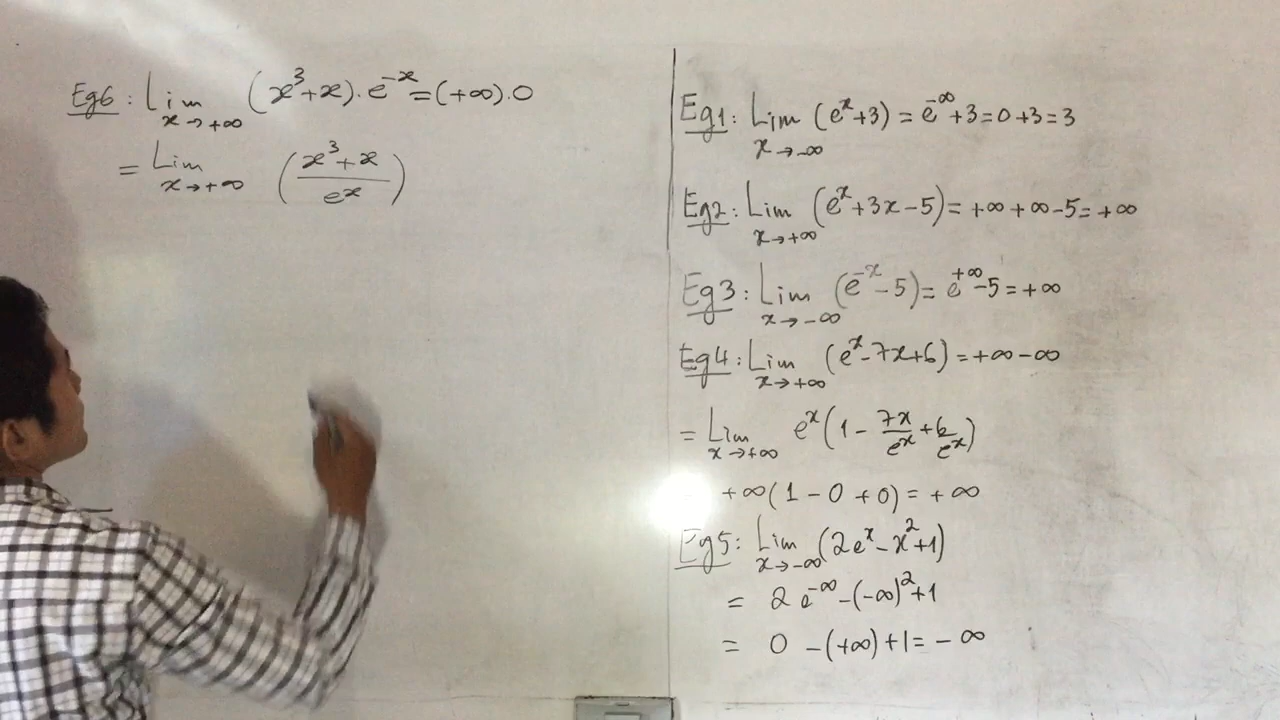 Eg6: Lim x→+∞ (x³+x).e⁻ˣ=(+∞).0
= Lim x→+∞ ((x³+x)/eˣ)
Eg1: Lim x→-∞ (eˣ+3) = e^-∞+3=0+3=3
Eg2: Lim x→+∞ (eˣ+3x-5)= +∞+∞-5=+∞
Eg3: Lim x→-∞ (e⁻ˣ-5)= e^+∞-5=+∞
Eg4: Lim x→+∞ (eˣ-7x+6)=+∞-∞
= Lim x→+∞ eˣ(1-7x/eˣ+6/eˣ)
+∞(1-0+0)=+∞
Eg5: Lim x→-∞ (2eˣ-x²+1)
= 2e^-∞-(-∞)²+1
= 0-(+∞)+1=-∞